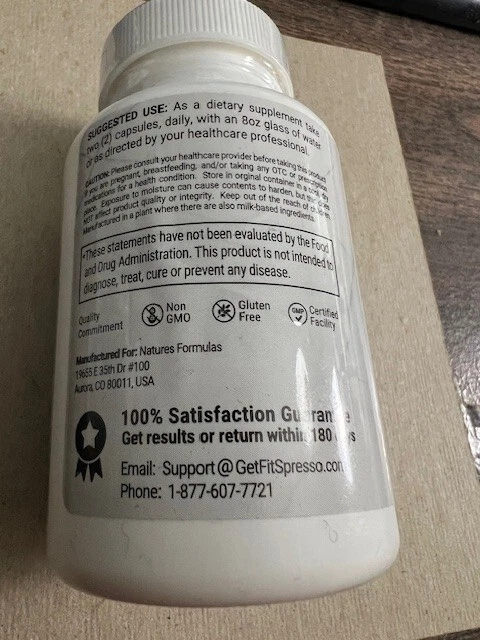 SUGGESTED USE: As a dietary supplement take
two (2) capsules, daily, with an 8oz glass of water
or as directed by your healthcare professional.
CAUTION: Please consult your healthcare provider before taking this product
if you are pregnant, breastfeeding, and/or taking any OTC or prescription
medications for a health condition. Store in orginal container in a cool, dry
place. Exposure to moisture can cause contents to harden, but this does
NOT affect product quality or integrity. Keep out of the reach of children.
Manufactured in a plant where there are also milk-based ingredients.
*These statements have not been evaluated by the Food
and Drug Administration. This product is not intended to
diagnose, treat, cure or prevent any disease.
Quality
Commitment
Non
GMO
Gluten
Free
GMP
Certified
Facility
Manufactured For: Natures Formulas
19655 E 35th Dr #100
Aurora, CO 80011, USA
100% Satisfaction Guarantee
Get results or return within 180 days
Email: Support@GetFitSpresso.com
Phone: 1-877-607-7721